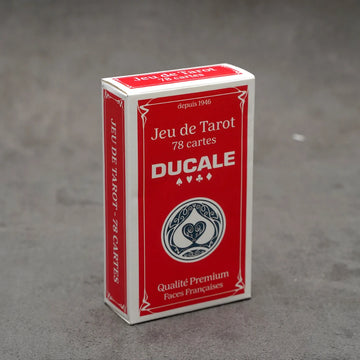 Jeu de Tarot
78 cartes
depuis 1946
Jeu de Tarot
78 cartes
DUCALE
Qualité Premium
Faces Françaises
JEU DE TAROT - 78 CARTES